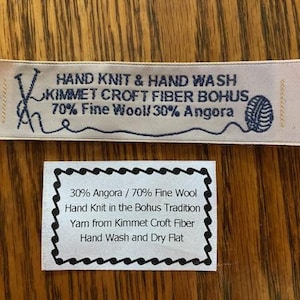 HAND KNIT & HAND WASH
KIMMET CROFT FIBER BOHUS
70% Fine Wool/30% Angora
30% Angora / 70% Fine Wool
Hand Knit in the Bohus Tradition
Yarn from Kimmet Croft Fiber
Hand Wash and Dry Flat